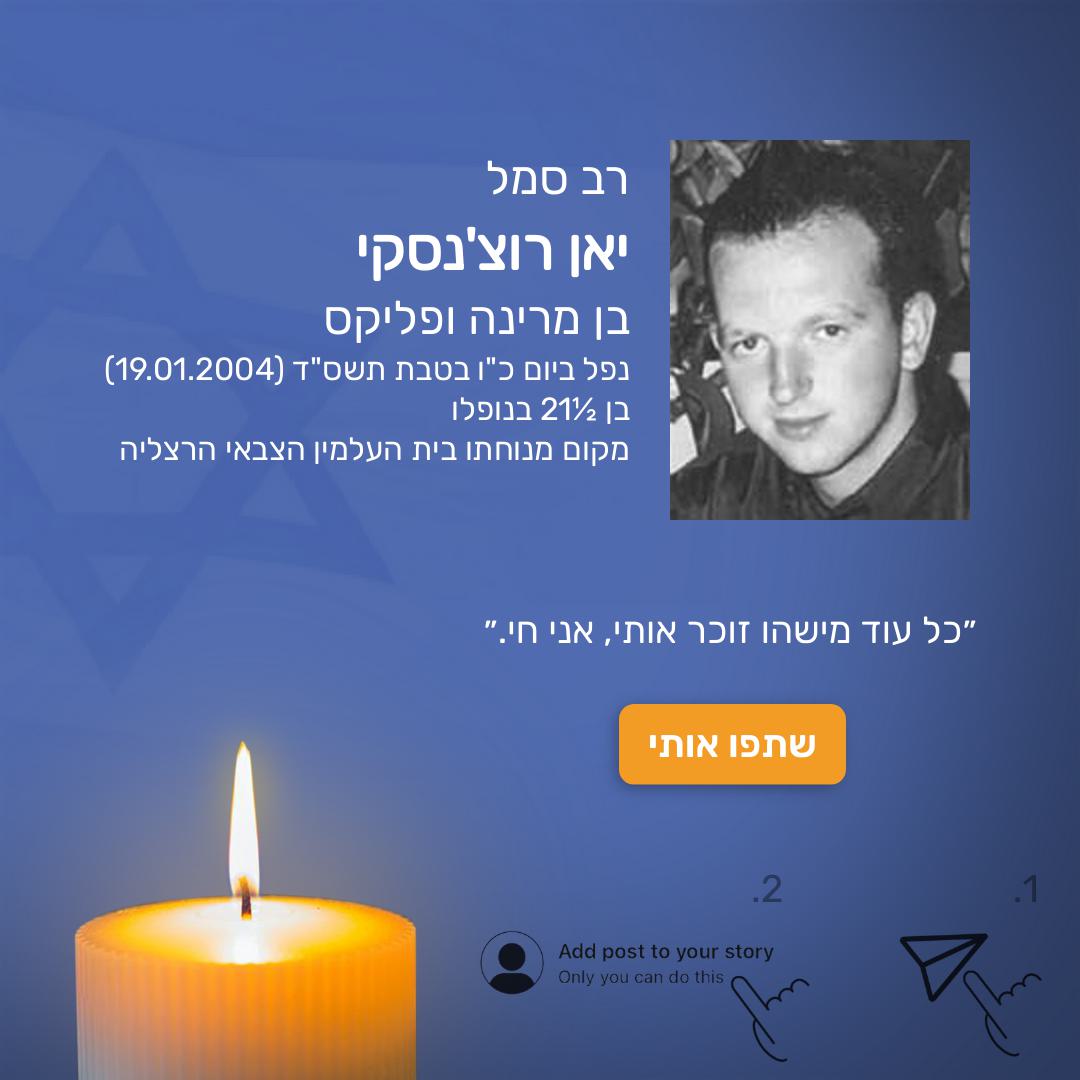 רב סמל
יאן רוצ'נסקי
בן מרינה ופליקס
נפל ביום כ"ו בטבת תשס"ד (19.01.2004)
בן 21½ בנופלו
מקום מנוחתו בית העלמין הצבאי הרצליה
״כל עוד מישהו זוכר אותי, אני חי.״
שתפו אותי
.1
.2
Add post to your story
Only you can do this